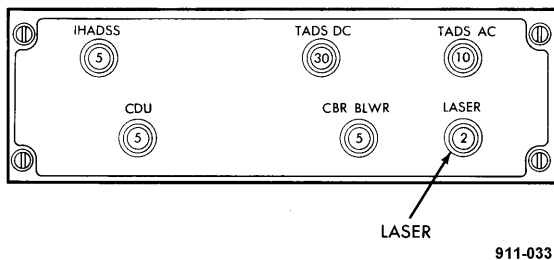 IHADSS TADS DC TADS AC
5 30 10
CDU CBR BLWR LASER
5 5 2
LASER
911-033